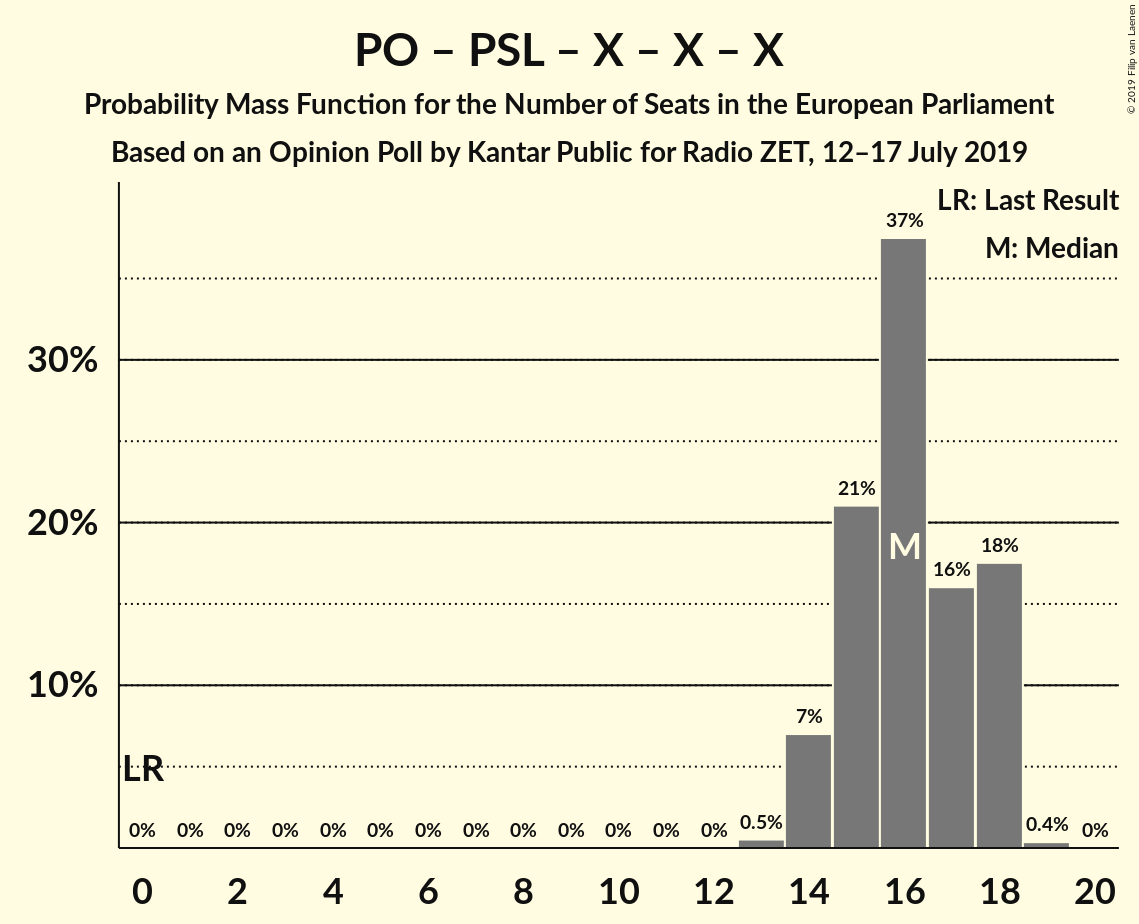 PO – PSL – X – X – X
Probability Mass Function for the Number of Seats in the European Parliament
Based on an Opinion Poll by Kantar Public for Radio ZET, 12–17 July 2019
© 2019 Filip van Laenen
LR: Last Result
M: Median
30%
20%
10%
LR
M
0% 0% 0% 0% 0% 0% 0% 0% 0% 0% 0% 0% 0% 0.5% 7% 21% 37% 16% 18% 0.4% 0%
0 2 4 6 8 10 12 14 16 18 20